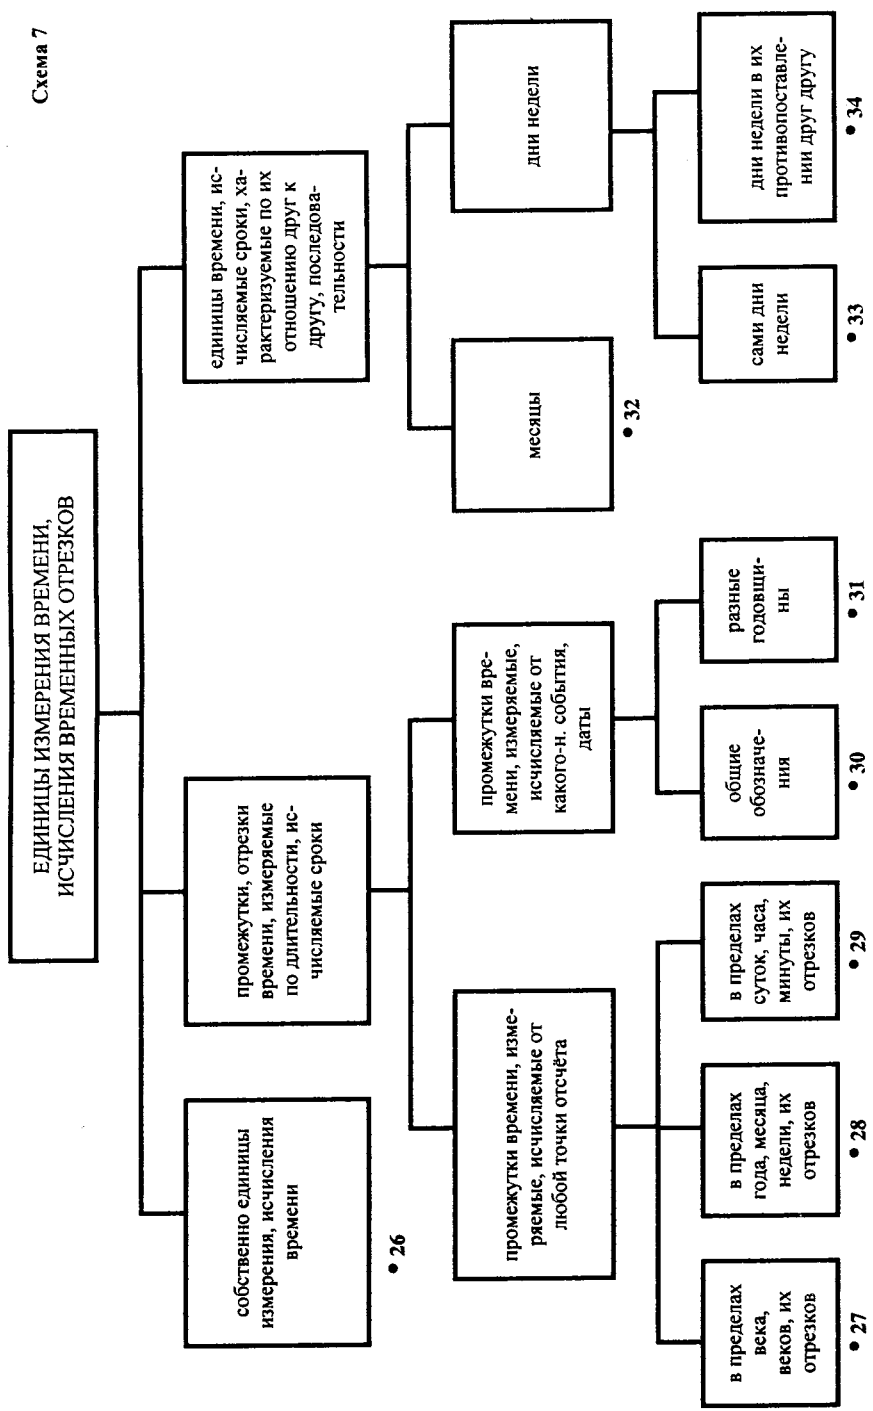 Схема 7
ЕДИНИЦЫ ИЗМЕРЕНИЯ ВРЕМЕНИ,
ИСЧИСЛЕНИЯ ВРЕМЕННЫХ ОТРЕЗКОВ
собственно единицы
измерения, исчисления
времени
• 26
промежутки, отрезки
времени, измеряемые
по длительности, ис-
числяемые сроки
единицы времени, ис-
числяемые сроки, ха-
рактеризуемые по их
отношению друг к
другу, последова-
тельности
промежутки времени, изме-
ряемые, исчисляемые от
любой точки отсчёта
промежутки вре-
мени, измеряемые,
исчисляемые от
какого-н. события,
даты
месяцы
• 32
дни недели
в пределах
века,
веков, их
отрезков
• 27
в пределах
года, месяца,
недели, их
отрезков
• 28
в пределах
суток, часа,
минуты, их
отрезков
• 29
общие
обозначе-
ния
• 30
разные
годовщи-
ны
• 31
сами дни
недели
• 33
дни недели в их
противопоставле-
нии друг другу
• 34